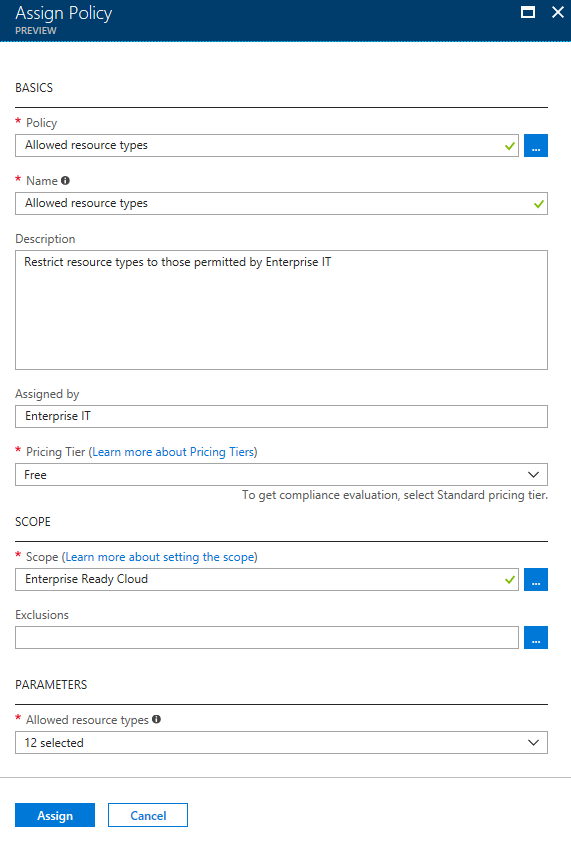 Assign Policy
PREVIEW
BASICS
* Policy
Allowed resource types
...
* Name
Allowed resource types
Description
Restrict resource types to those permitted by Enterprise IT
Assigned by
Enterprise IT
* Pricing Tier (Learn more about Pricing Tiers)
Free
To get compliance evaluation, select Standard pricing tier.
SCOPE
* Scope (Learn more about setting the scope)
Enterprise Ready Cloud
...
Exclusions
...
PARAMETERS
* Allowed resource types
12 selected
Assign Cancel